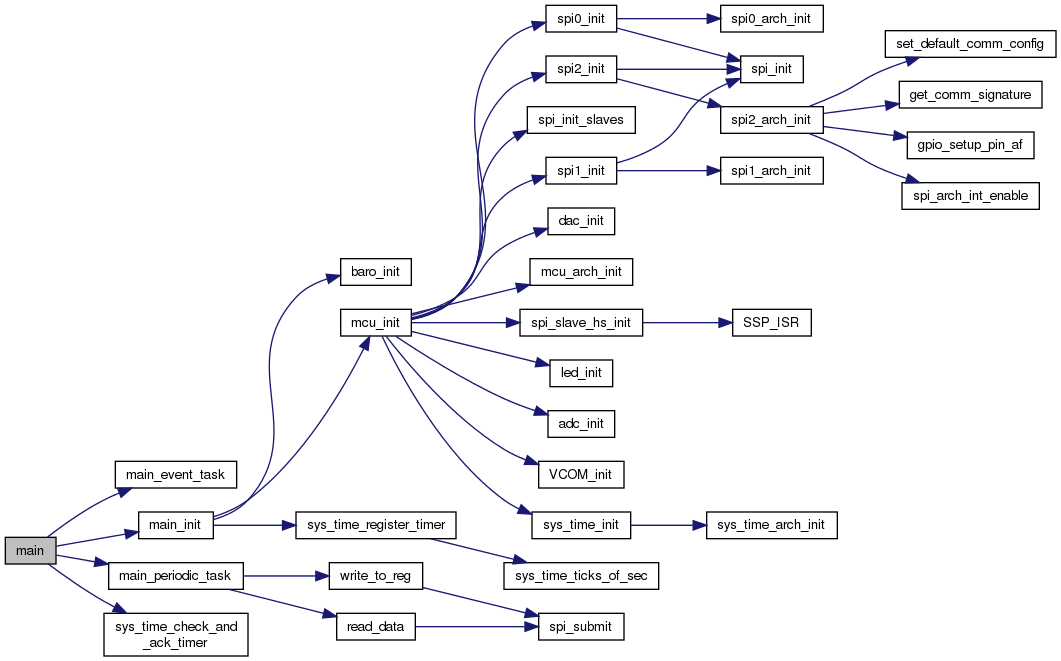 spi0_init
spi0_arch_init
set_default_comm_config
spi2_init
spi_init
get_comm_signature
spi_init_slaves
spi2_arch_init
gpio_setup_pin_af
spi1_init
spi1_arch_init
spi_arch_int_enable
dac_init
baro_init
mcu_arch_init
mcu_init
spi_slave_hs_init
SSP_ISR
led_init
adc_init
main_event_task
VCOM_init
main_init
sys_time_register_timer
sys_time_init
sys_time_arch_init
main
main_periodic_task
write_to_reg
sys_time_ticks_of_sec
sys_time_check_and
_ack_timer
read_data
spi_submit